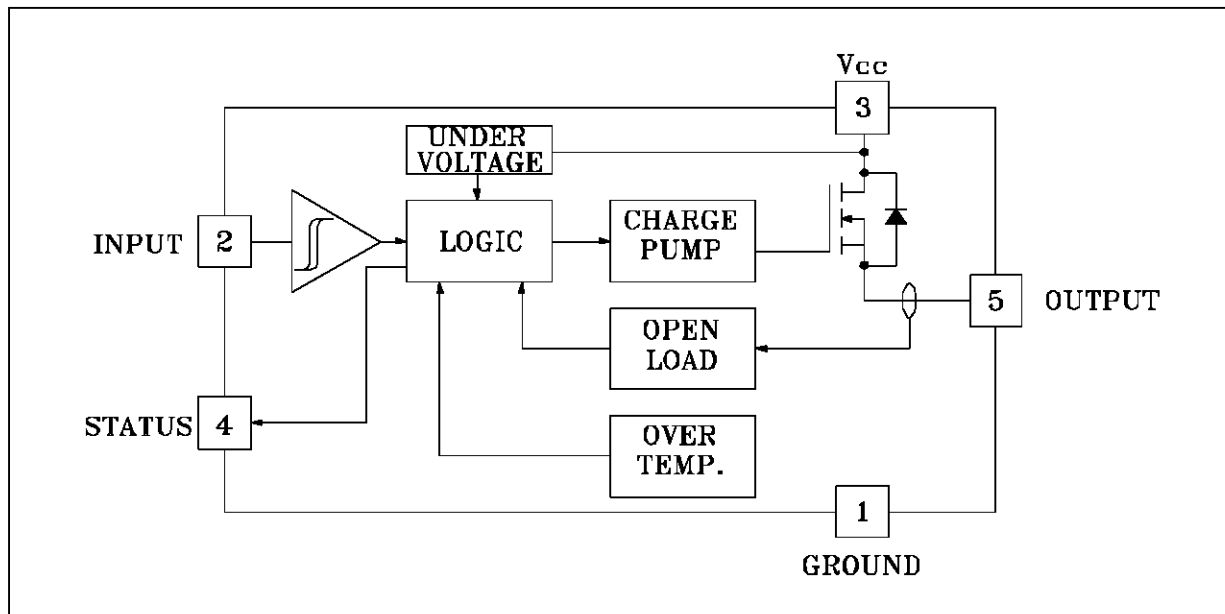 Vcc
3
UNDER
VOLTAGE
INPUT
2
LOGIC
CHARGE
PUMP
5
OUTPUT
OPEN
LOAD
STATUS
4
OVER
TEMP.
1
GROUND